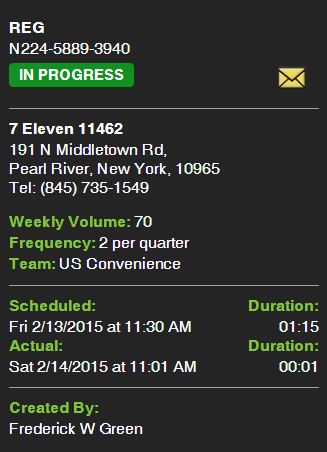 REG
N224-5889-3940
IN PROGRESS
7 Eleven 11462
191 N Middletown Rd,
Pearl River, New York, 10965
Tel: (845) 735-1549
Weekly Volume: 70
Frequency: 2 per quarter
Team: US Convenience
Scheduled: Duration:
Fri 2/13/2015 at 11:30 AM 01:15
Actual: Duration:
Sat 2/14/2015 at 11:01 AM 00:01
Created By:
Frederick W Green